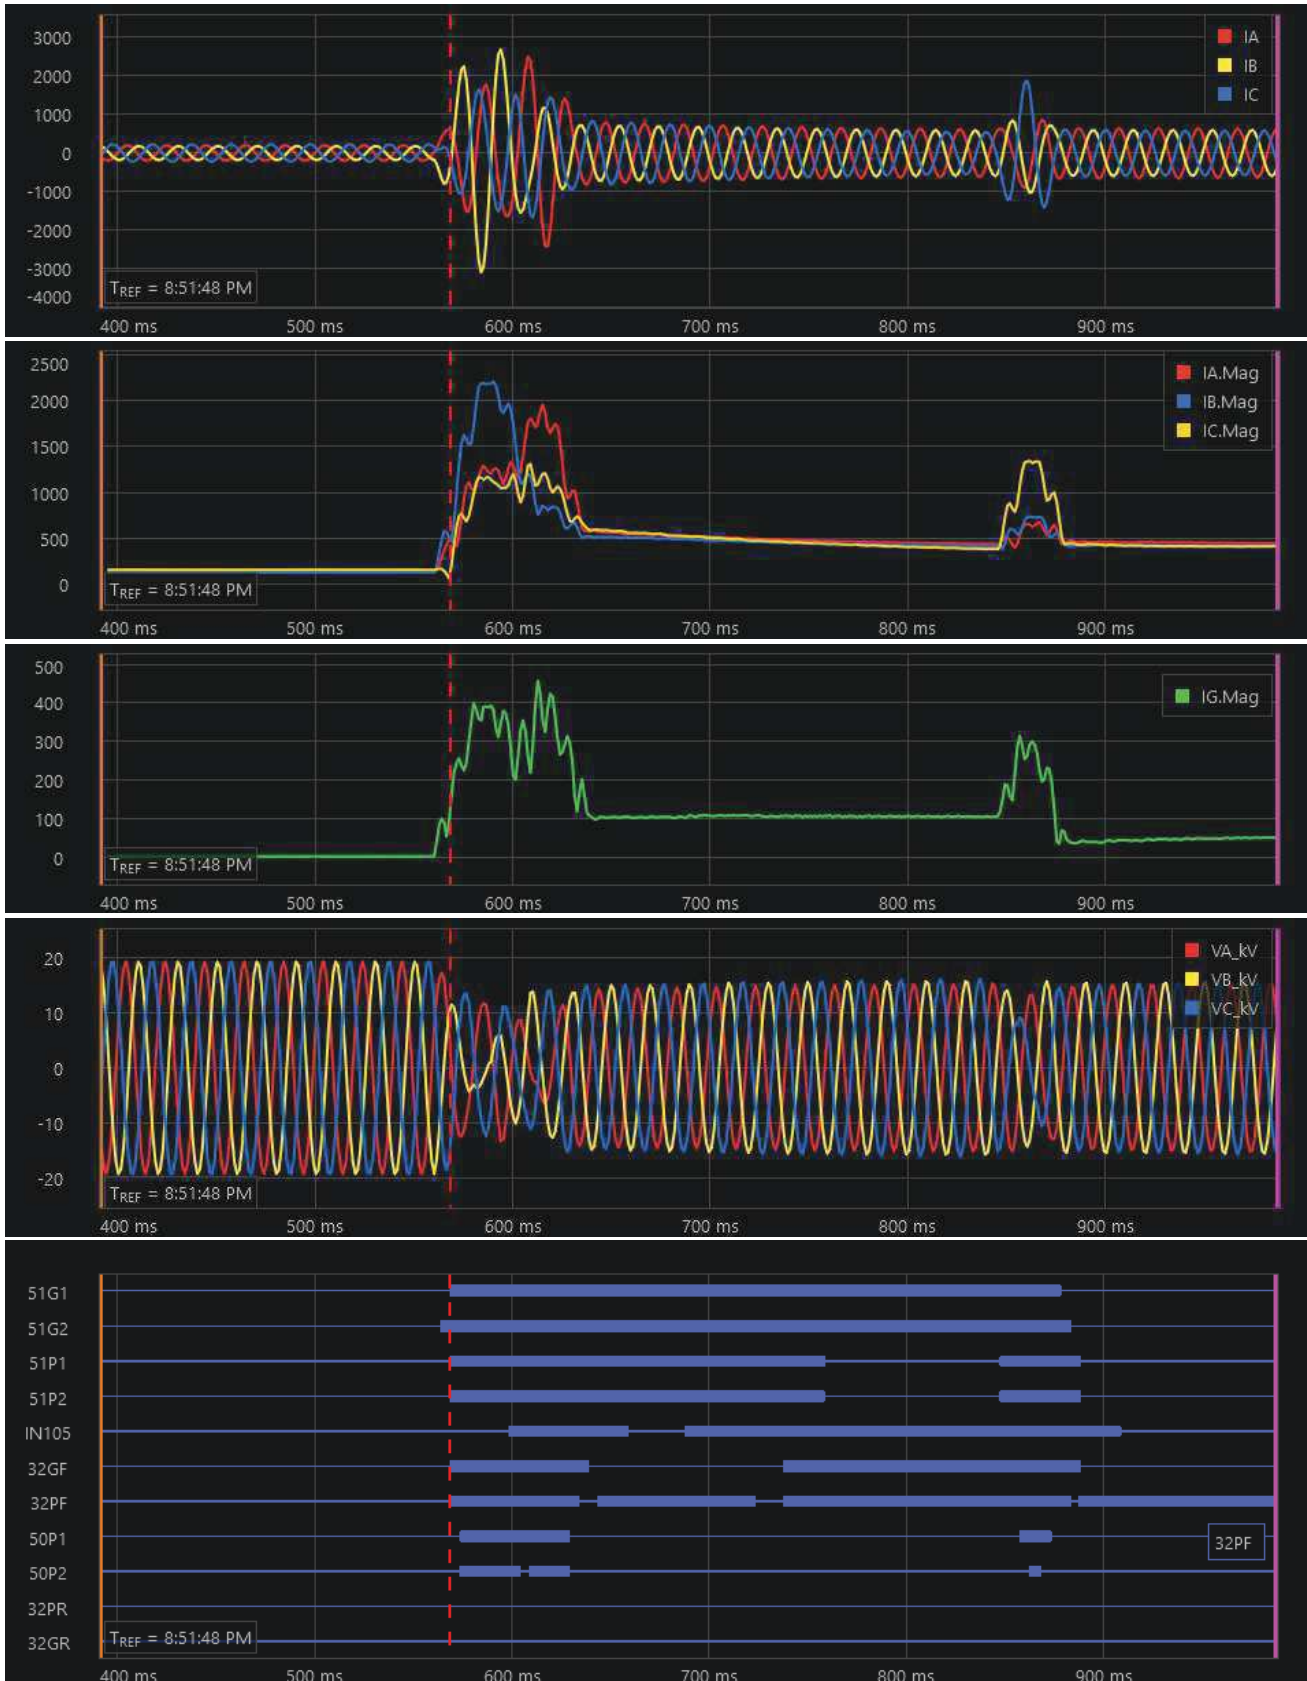 3000
2000
1000
0
-1000
-2000
-3000
-4000
IA
IB
IC
TREF = 8:51:48 PM
400 ms 500 ms 600 ms 700 ms 800 ms 900 ms
2500
2000
1500
1000
500
0
IA.Mag
IB.Mag
IC.Mag
TREF = 8:51:48 PM
400 ms 500 ms 600 ms 700 ms 800 ms 900 ms
500
400
300
200
100
0
IG.Mag
TREF = 8:51:48 PM
400 ms 500 ms 600 ms 700 ms 800 ms 900 ms
20
10
0
-10
-20
VA_kV
VB_kV
VC_kV
TREF = 8:51:48 PM
400 ms 500 ms 600 ms 700 ms 800 ms 900 ms
51G1
51G2
51P1
51P2
IN105
32GF
32PF
50P1
32PF
50P2
32PR
32GR
TREF = 8:51:48 PM
400 ms 500 ms 600 ms 700 ms 800 ms 900 ms